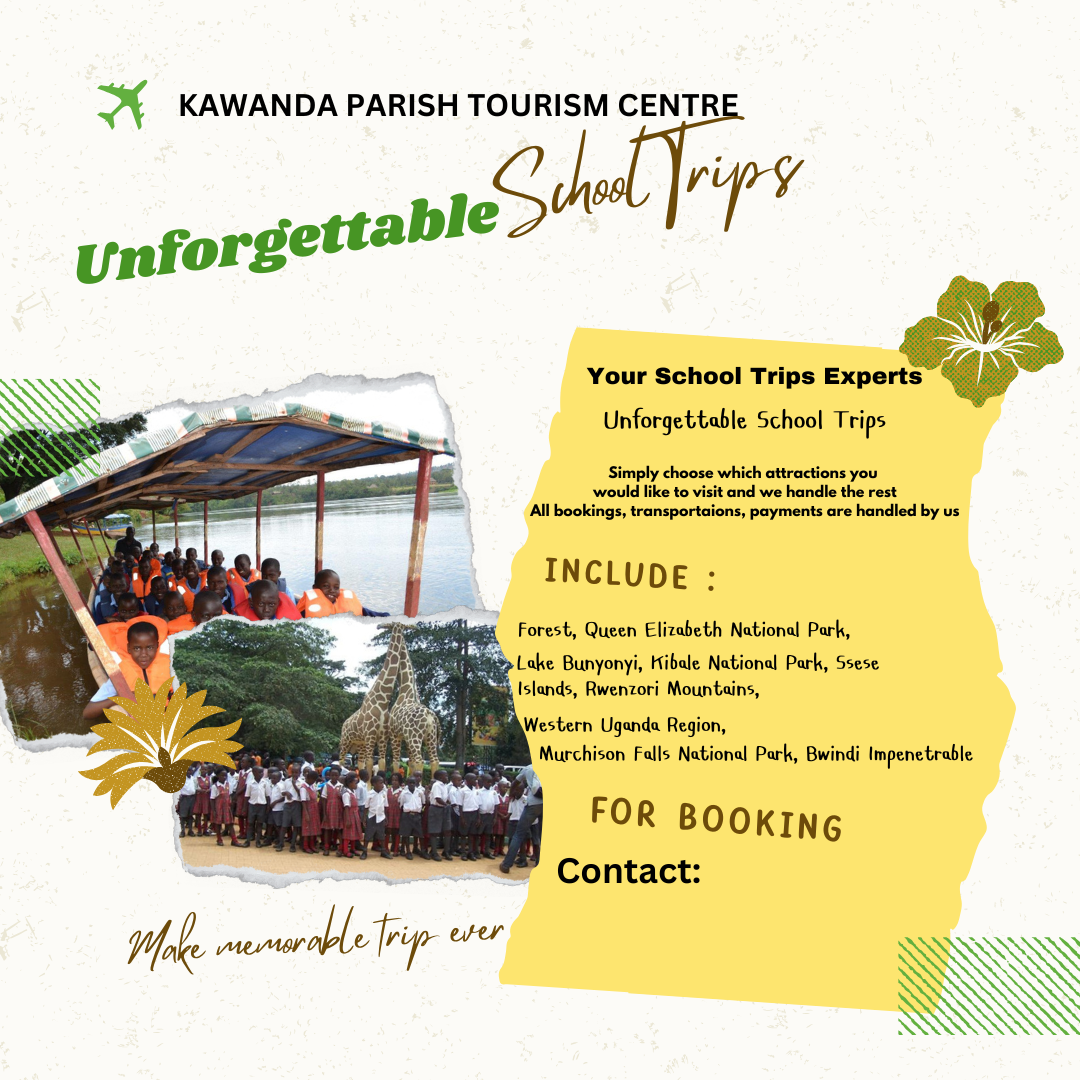 KAWANDA PARISH TOURISM CENTRE
Unforgettable School Trips
Your School Trips Experts
Unforgettable School Trips
Simply choose which attractions you
would like to visit and we handle the rest
All bookings, transportaions, payments are handled by us
INCLUDE :
Forest, Queen Elizabeth National Park,
Lake Bunyonyi, Kibale National Park, Ssese
Islands, Rwenzori Mountains,
Western Uganda Region,
Murchison Falls National Park, Bwindi Impenetrable
FOR BOOKING
Contact:
Make memorable trip ever